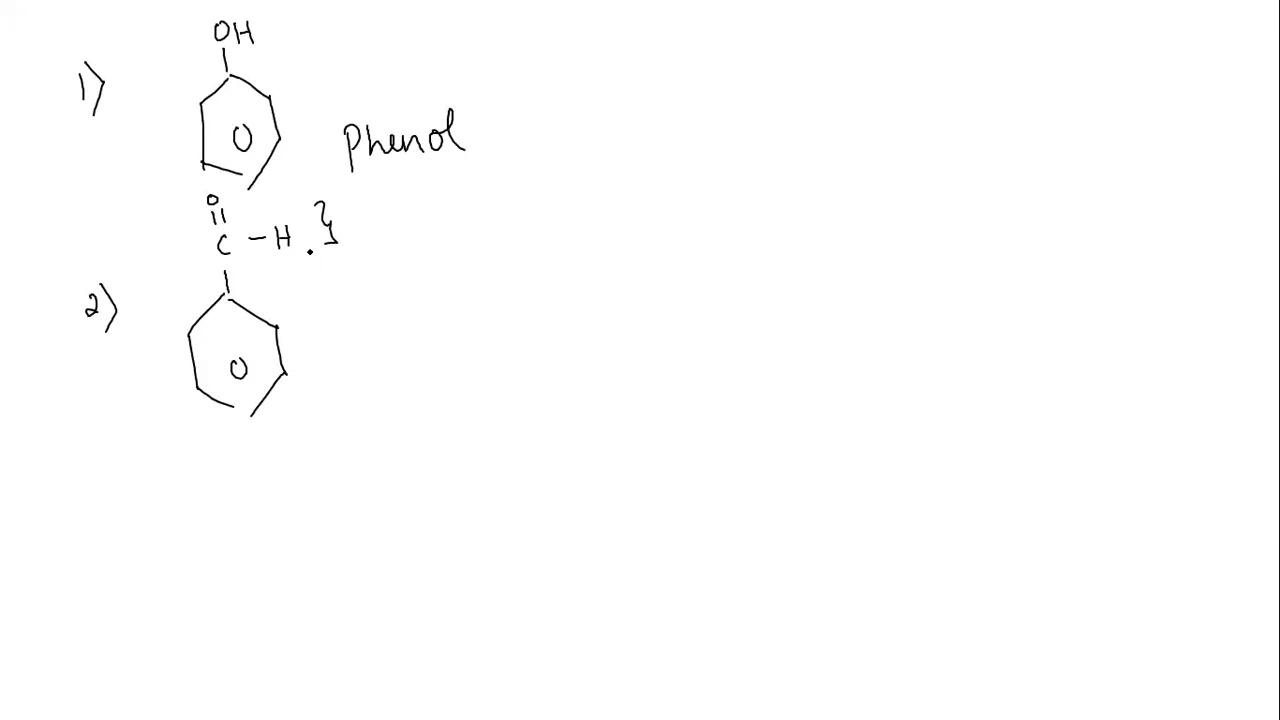 OH
1)
O
Phenol
O
C - H }
2)
O